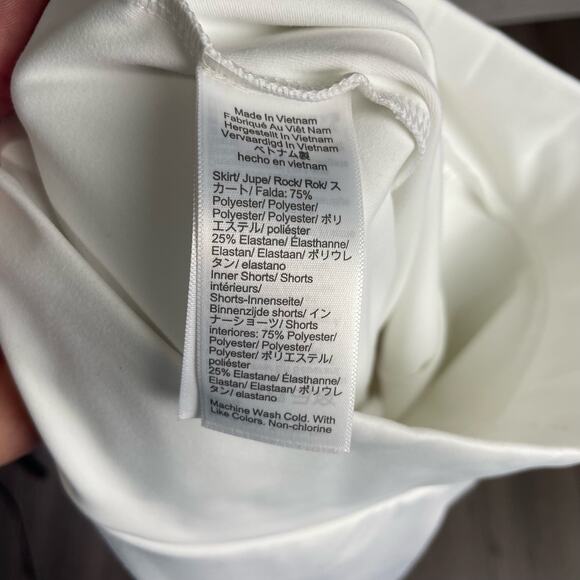 Made In Vietnam
Fabriqué Au Viêt Nam
Hergestellt In Vietnam
Vervaardigd In Vietnam
ベトナム製
hecho en vietnam
Skirt/ Jupe/ Rock/ Rok/ ス
カート/ Falda: 75%
Polyester/ Polyester/
Polyester/ Polyester/ ポリ
エステル/ poliéster
25% Elastane/ Élasthanne/
Elastan/ Elastaan/ ポリウレ
タン/ elastano
Inner Shorts/ Shorts
intérieurs/
Shorts-Innenseite/
Binnenzijde shorts/ イン
ナーショーツ/ Shorts
interiores: 75% Polyester/
Polyester/ Polyester/
Polyester/ ポリエステル/
poliéster
25% Elastane/ Élasthanne/
Elastan/ Elastaan/ ポリウレ
タン/ elastano
Machine Wash Cold. With
Like Colors. Non-chlorine